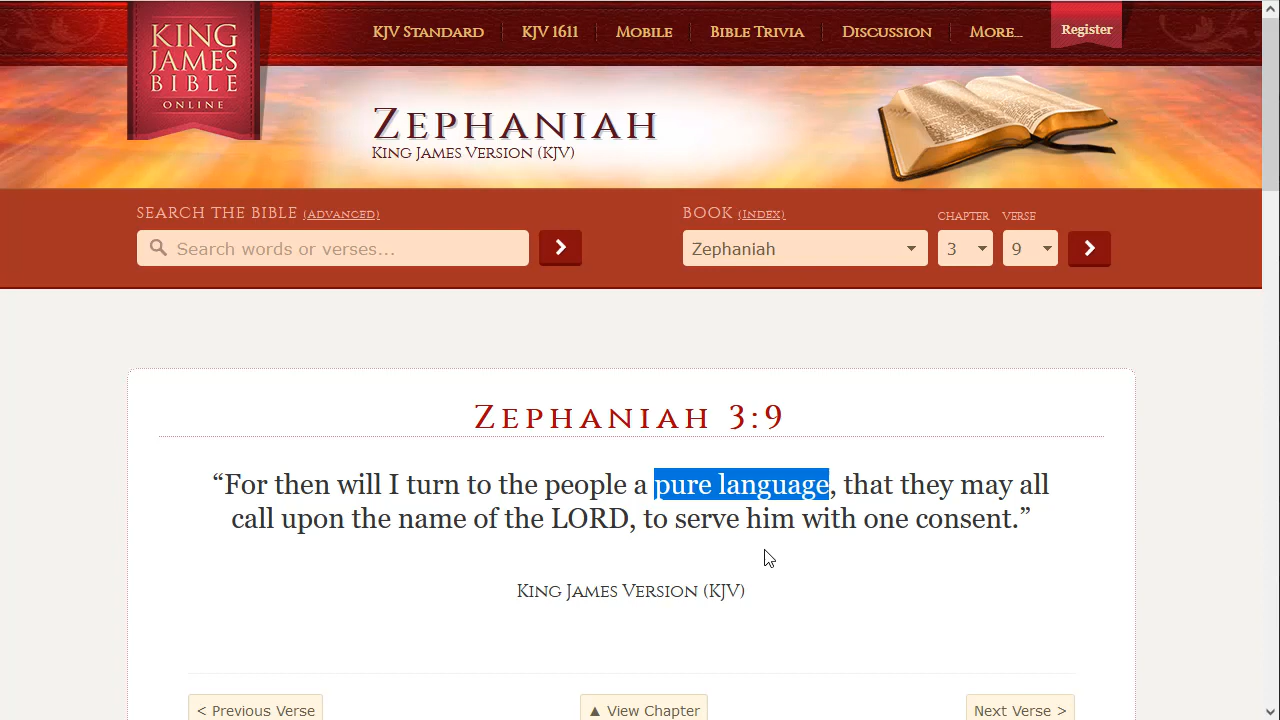 KING
JAMES
BIBLE
ONLINE
KJV STANDARD
KJV 1611
MOBILE
BIBLE TRIVIA
DISCUSSION
MORE...
Register
ZEPHANIAH
KING JAMES VERSION (KJV)
SEARCH THE BIBLE (ADVANCED)
BOOK (INDEX)
CHAPTER
VERSE
Search words or verses...
Zephaniah
3
9
ZEPHANIAH 3:9
“For then will I turn to the people a pure language, that they may all
call upon the name of the LORD, to serve him with one consent.”
KING JAMES VERSION (KJV)
< Previous Verse
▲ View Chapter
Next Verse >